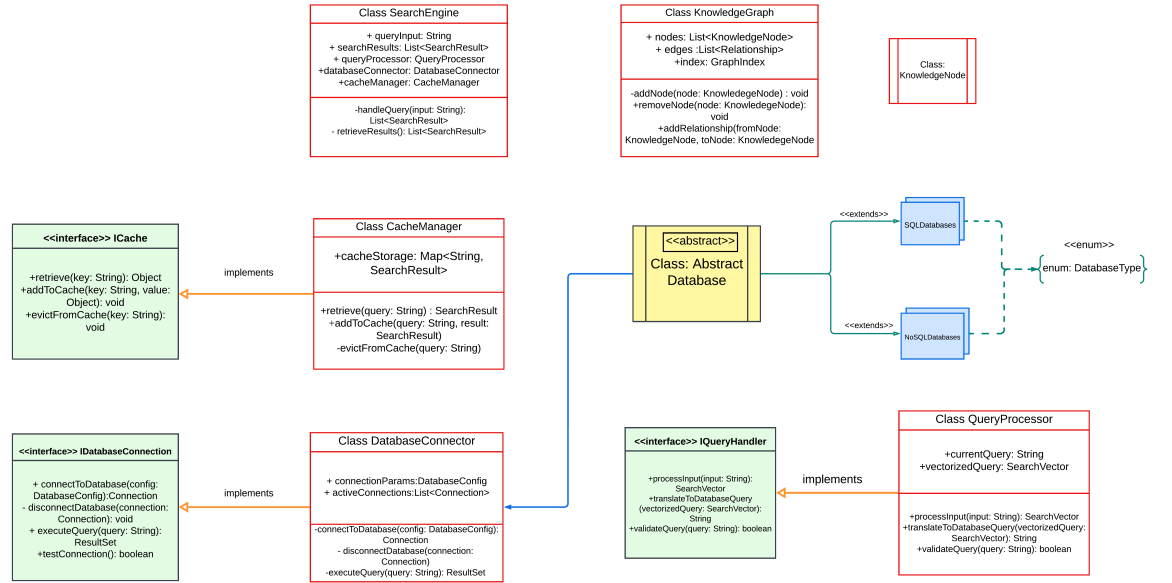 Class SearchEngine
+ queryInput: String
+ searchResults: List<SearchResult>
+ queryProcessor: QueryProcessor
+databaseConnector: DatabaseConnector
+cacheManager: CacheManager
-handleQuery(input: String):
List<SearchResult>
- retrieveResults(): List<SearchResult>
Class KnowledgeGraph
+ nodes: List<KnowledgeNode>
+ edges :List<Relationship>
+index: GraphIndex
-addNode(node: KnowledegeNode) : void
+removeNode(node: KnowledegeNode):
void
+addRelationship(fromNode:
KnowledgeNode, toNode: KnowledegeNode
Class:
KnowledgeNode
<<interface>> ICache
+retrieve(key: String): Object
+addToCache(key: String, value:
Object): void
+evictFromCache(key: String):
void
implements
Class CacheManager
+cacheStorage: Map<String,
SearchResult>
+retrieve(query: String) : SearchResult
+addToCache(query: String, result:
SearchResult)
-evictFromCache(query: String)
<<abstract>>
Class: Abstract
Database
<<extends>>
SQLDatabases
<<extends>>
NoSQLDatabases
<<enum>>
enum: DatabaseType
<<interface>> IDatabaseConnection
+ connectToDatabase(config:
DatabaseConfig):Connection
- disconnectDatabase(connection:
Connection): void
+ executeQuery(query: String):
ResultSet
+testConnection(): boolean
implements
Class DatabaseConnector
+ connectionParams:DatabaseConfig
+ activeConnections:List<Connection>
-connectToDatabase(config: DatabaseConfig):
Connection
- disconnectDatabase(connection:
Connection)
-executeQuery(query: String): ResultSet
<<interface>> IQueryHandler
+processInput(input: String):
SearchVector
+translateToDatabaseQuery
(vectorizedQuery: SearchVector):
String
+validateQuery(query: String): boolean
implements
Class QueryProcessor
+currentQuery: String
+vectorizedQuery: SearchVector
+processInput(input: String): SearchVector
+translateToDatabaseQuery(vectorizedQuery:
SearchVector): String
+validateQuery(query: String): boolean